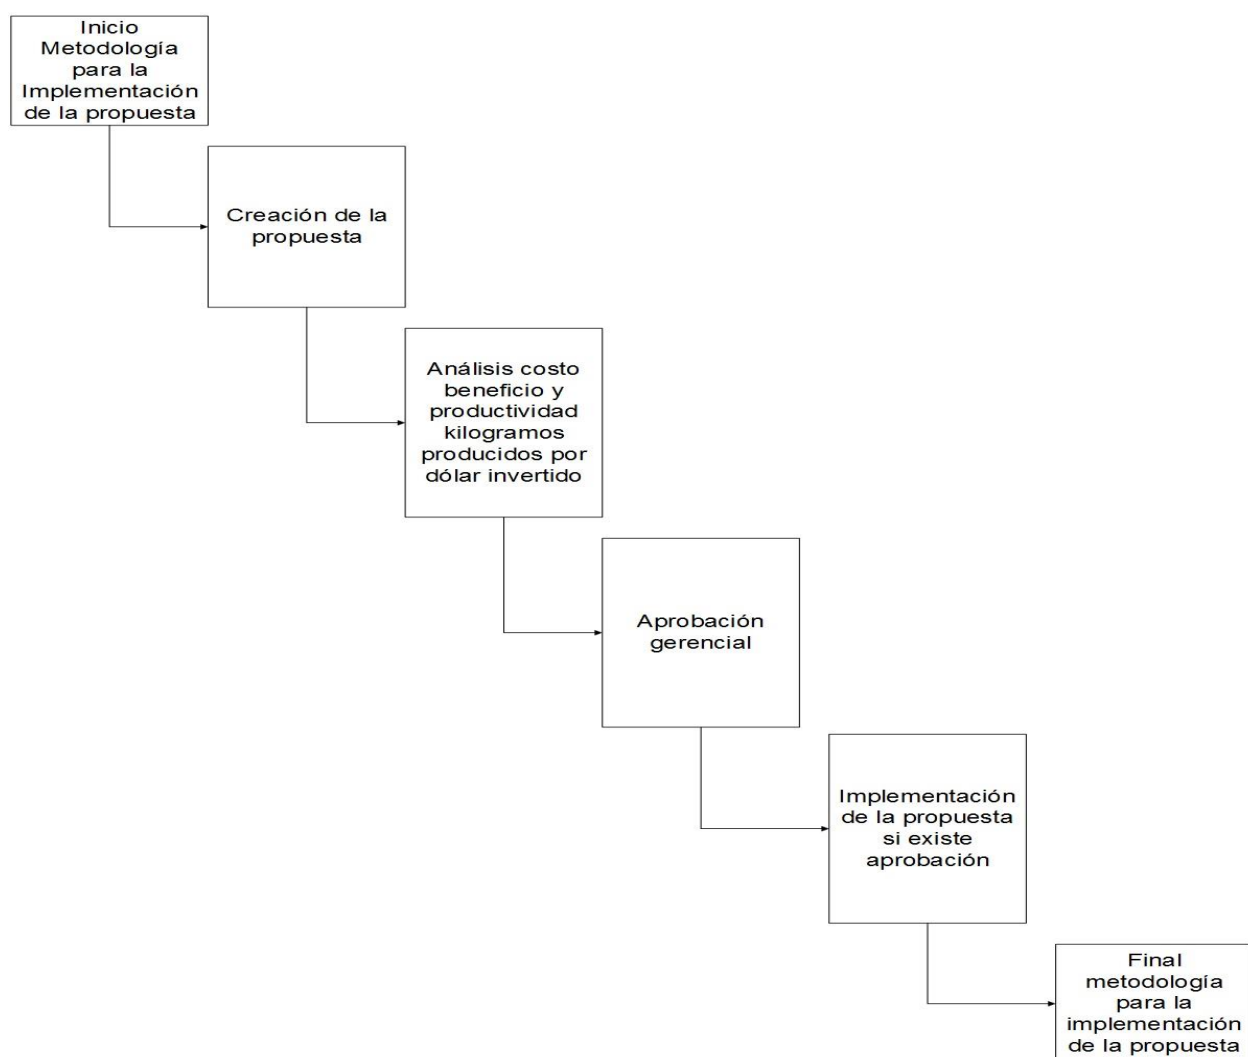 Inicio
Metodología
para la
Implementación
de la propuesta
Creación de la
propuesta
Análisis costo
beneficio y
productividad
kilogramos
producidos por
dólar invertido
Aprobación
gerencial
Implementación
de la propuesta
si existe
aprobación
Final
metodología
para la
implementación
de la propuesta